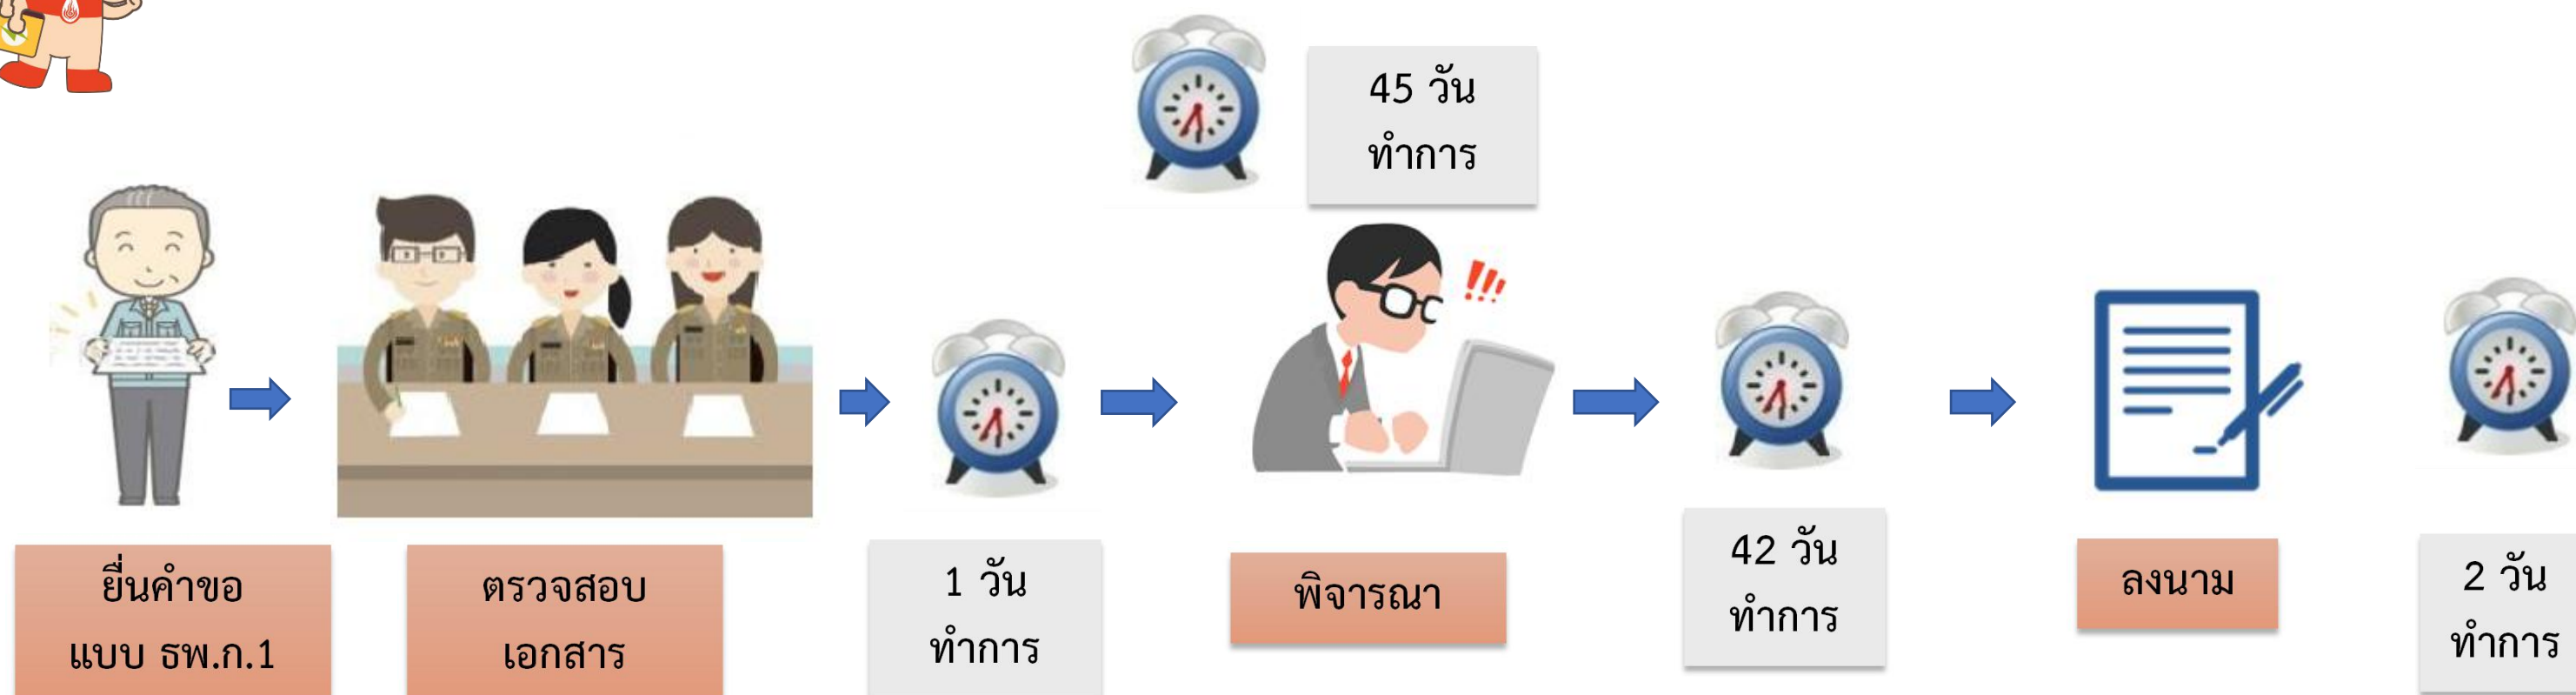 45 วัน
ทำการ
ยื่นคำขอ
แบบ ธพ.ก.1
ตรวจสอบ
เอกสาร
1 วัน
ทำการ
พิจารณา
42 วัน
ทำการ
ลงนาม
2 วัน
ทำการ